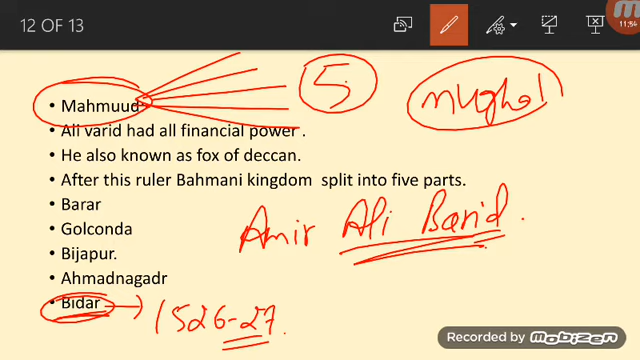 12 OF 13
11:56
5
mughal
• Mahmuud
• Ali varid had all financial power .
• He also known as fox of deccan.
• After this ruler Bahmani kingdom split into five parts.
• Barar
• Golconda
Amir Ali Barid.
• Bijapur.
• Ahmadnagadr
• Bidar
1526-27.
Recorded by mobizen